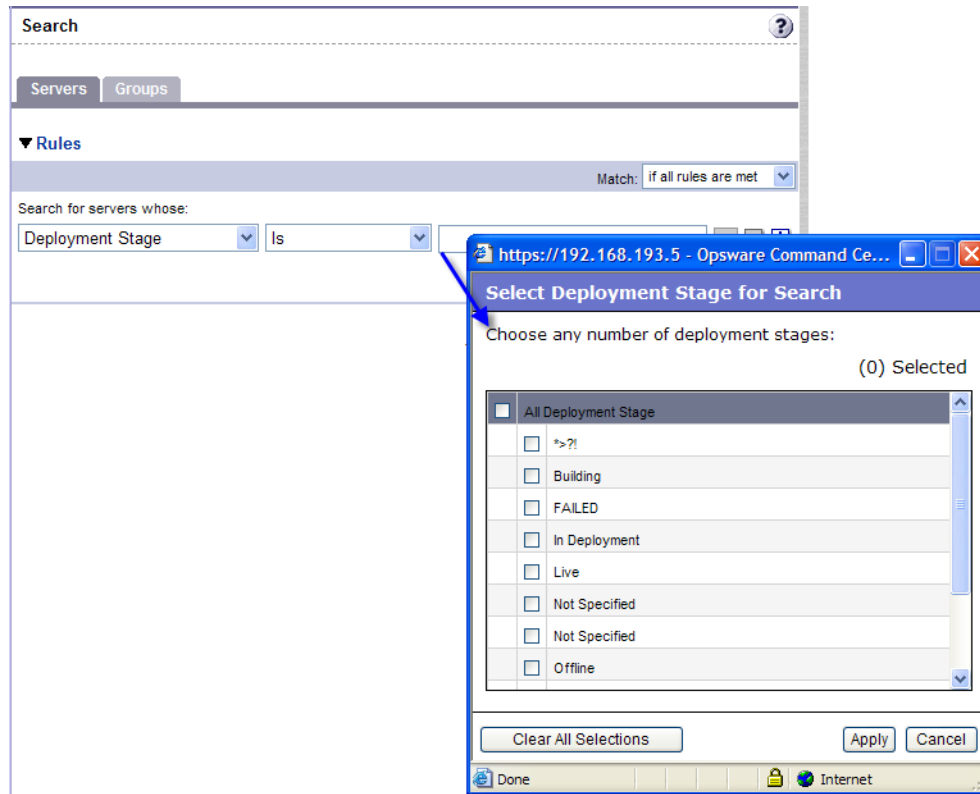 Search
?
Servers Groups
Rules
Match: if all rules are met
Search for servers whose:
Deployment Stage Is
https://192.168.193.5 - Opsware Command Ce...
Select Deployment Stage for Search
Choose any number of deployment stages:
(0) Selected
All Deployment Stage
*>?!
Building
FAILED
In Deployment
Live
Not Specified
Not Specified
Offline
Clear All Selections Apply Cancel
Done Internet